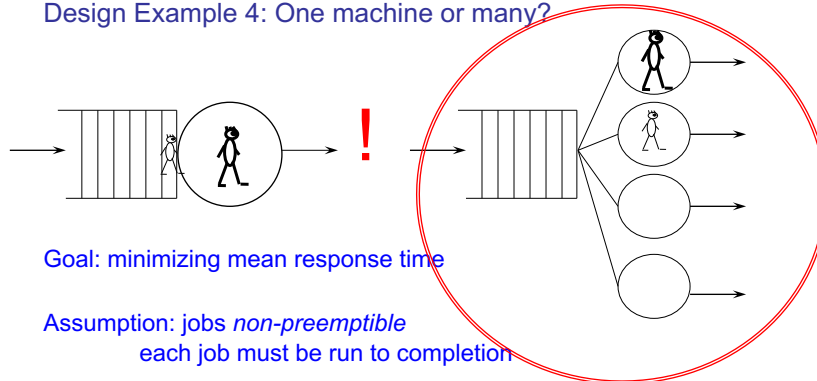 Design Example 4: One machine or many?
!
Goal: minimizing mean response time
Assumption: jobs non-preemptible
each job must be run to completion